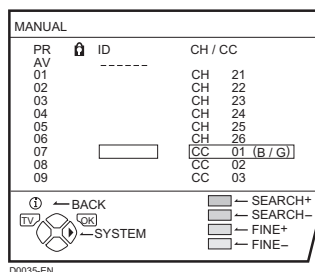 MANUAL
PR ID CH / CC
AV ------
01 CH 21
02 CH 22
03 CH 23
04 CH 24
05 CH 25
06 CH 26
07 CC 01 (B / G)
08 CC 02
09 CC 03
i ← BACK
TV OK
← SYSTEM
← SEARCH+
← SEARCH–
← FINE+
← FINE–
D0035-EN